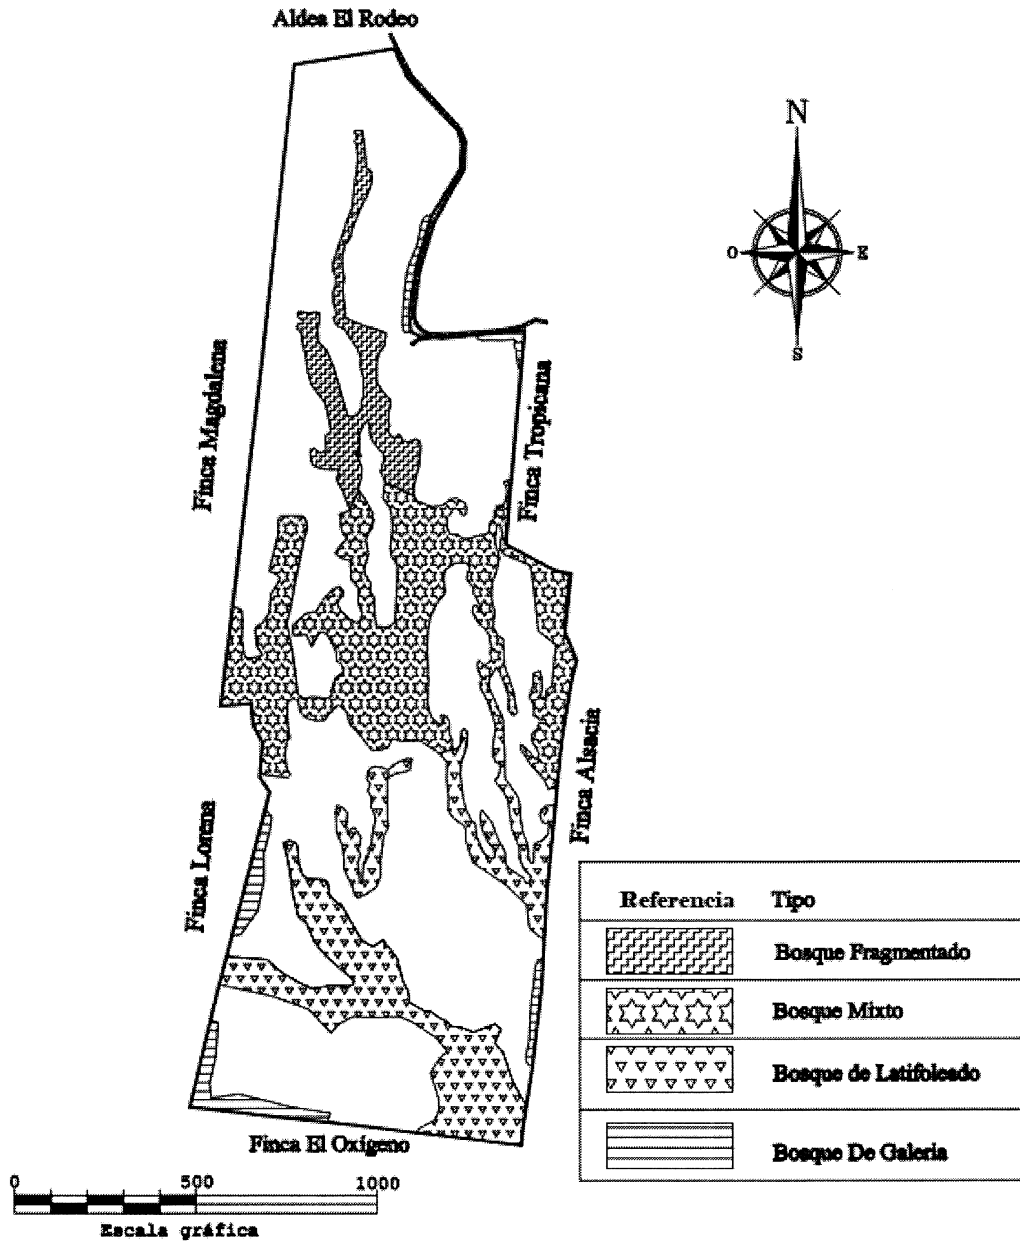 Aldea El Rodeo
N
O
E
S
Finca Magdalena
Finca Tropicana
Finca Alsacia
Finca Lorena
Referencia Tipo
Bosque Fragmentado
Bosque Mixto
Bosque de Latifoleado
Bosque De Galeria
Finca El Oxígeno
0 500 1000
Escala gráfica